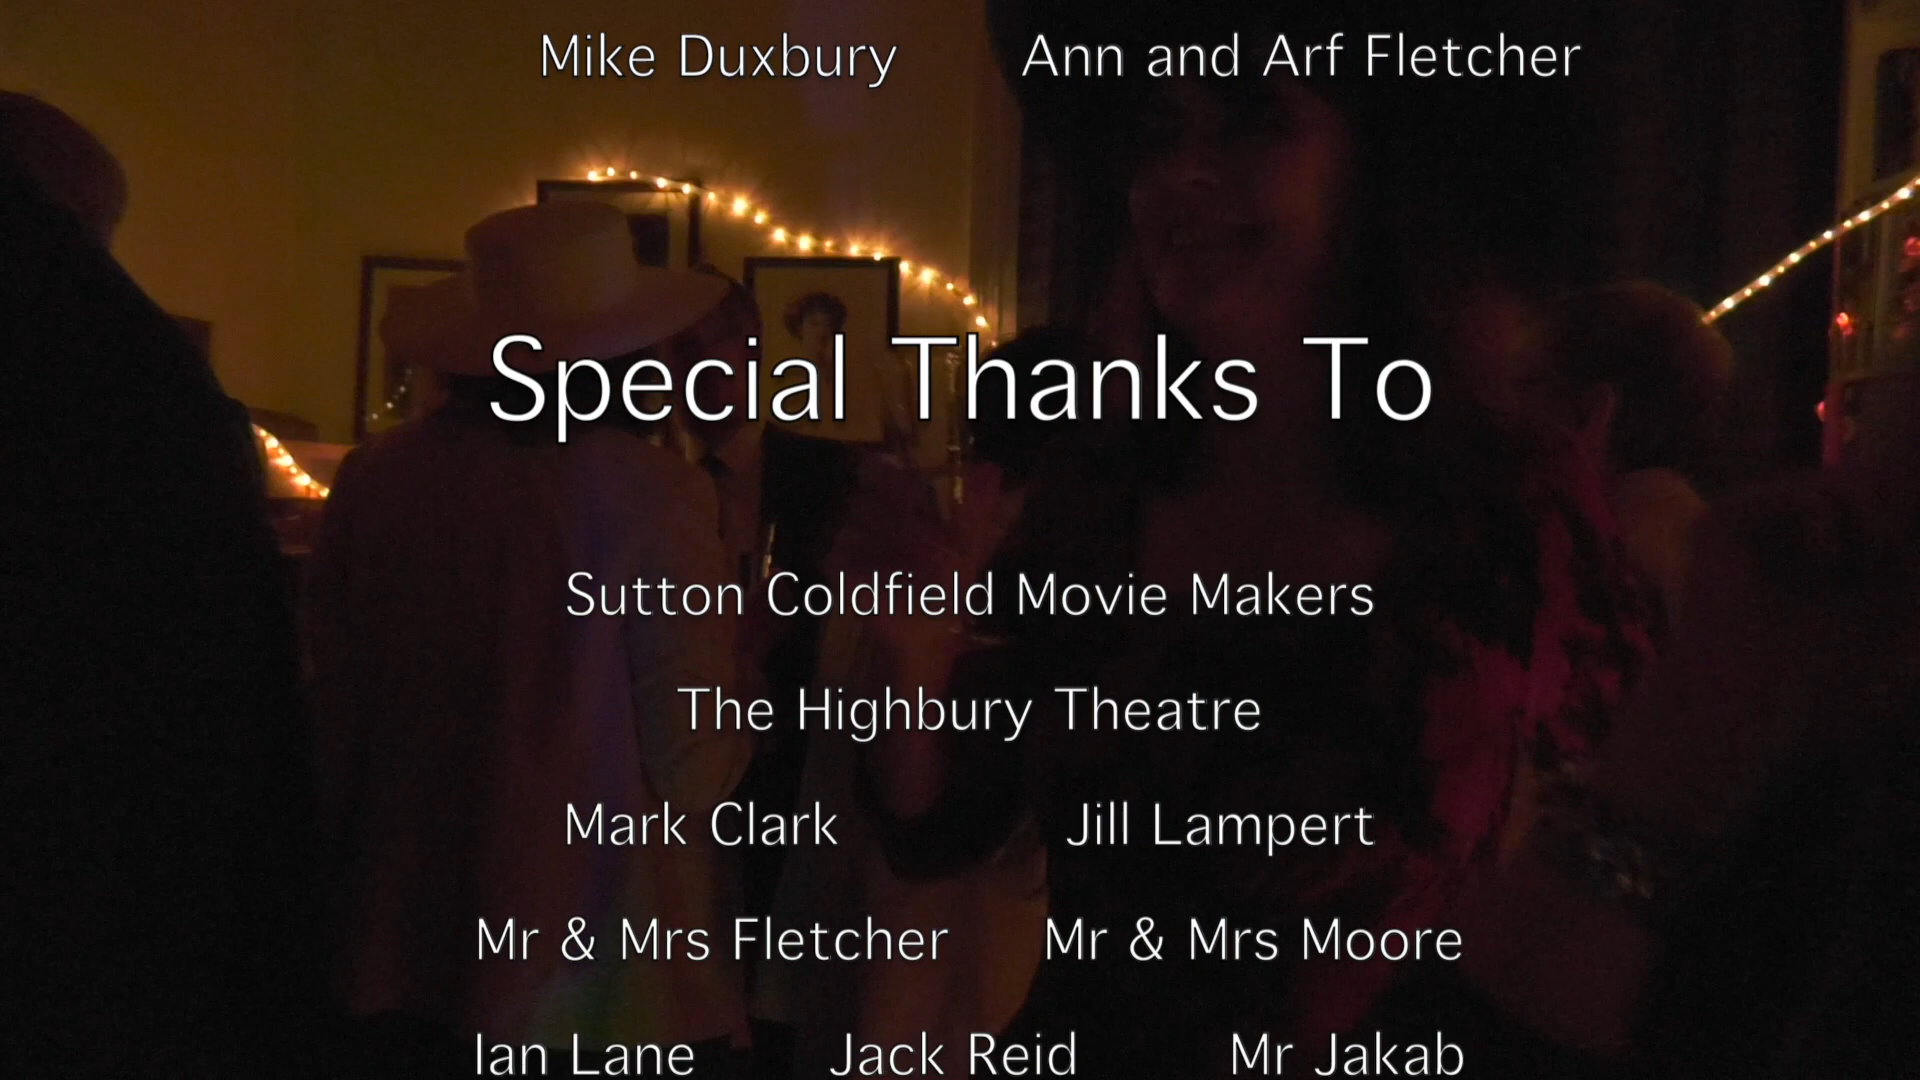 Mike Duxbury Ann and Arf Fletcher
Special Thanks To
Sutton Coldfield Movie Makers
The Highbury Theatre
Mark Clark Jill Lampert
Mr & Mrs Fletcher Mr & Mrs Moore
Ian Lane Jack Reid Mr Jakab